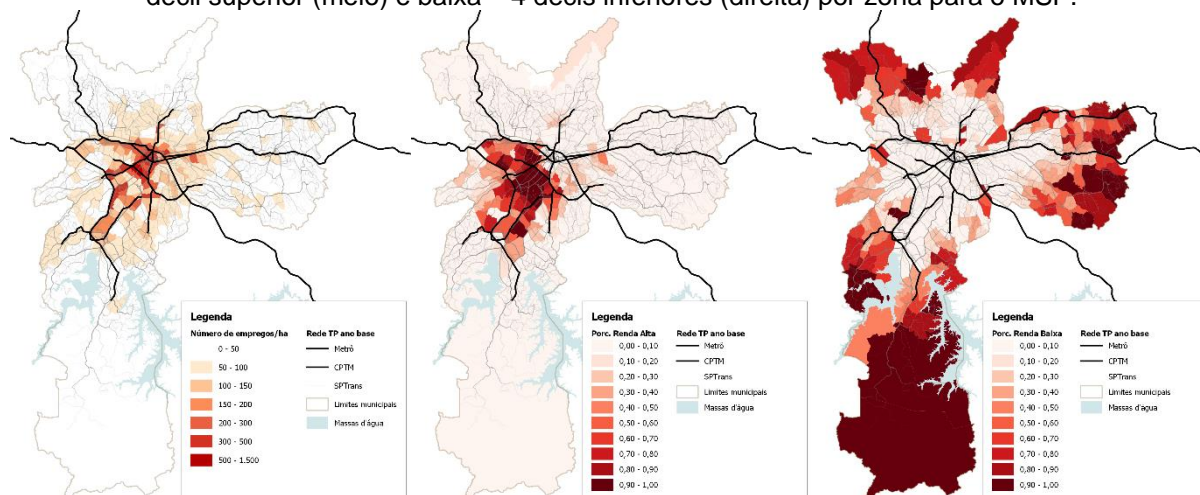 decil superior (meio) e baixa – 4 decis inferiores (direita) por zona para o MSP.
Legenda
Número de empregos/ha
0 - 50
50 - 100
100 - 150
150 - 200
200 - 300
300 - 500
500 - 1.500
Rede TP ano base
Metrô
CPTM
SPTrans
Limites municipais
Massas d'água
Legenda
Porc. Renda Alta
0,00 - 0,10
0,10 - 0,20
0,20 - 0,30
0,30 - 0,40
0,40 - 0,50
0,50 - 0,60
0,60 - 0,70
0,70 - 0,80
0,80 - 0,90
0,90 - 1,00
Rede TP ano base
Metrô
CPTM
SPTrans
Limites municipais
Massas d'água
Legenda
Porc. Renda Baixa
0,00 - 0,10
0,10 - 0,20
0,20 - 0,30
0,30 - 0,40
0,40 - 0,50
0,50 - 0,60
0,60 - 0,70
0,70 - 0,80
0,80 - 0,90
0,90 - 1,00
Rede TP ano base
Metrô
CPTM
SPTrans
Limites municipais
Massas d'água